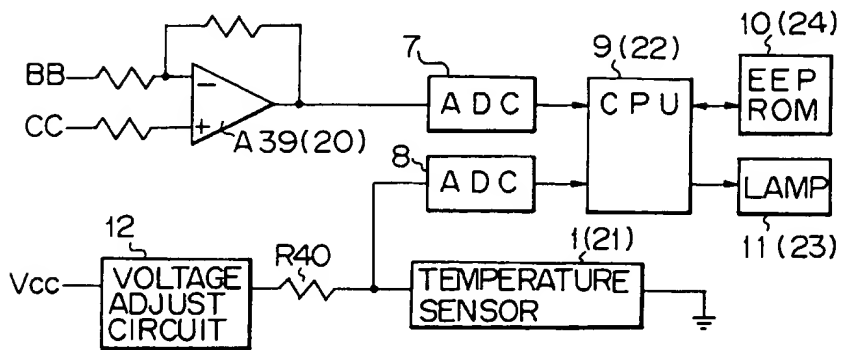 BB
CC
−
+
A39(20)
7
ADC
8
ADC
9(22)
CPU
10(24)
EEP
ROM
LAMP
11(23)
12
Vcc
VOLTAGE
ADJUST
CIRCUIT
R40
1(21)
TEMPERATURE
SENSOR